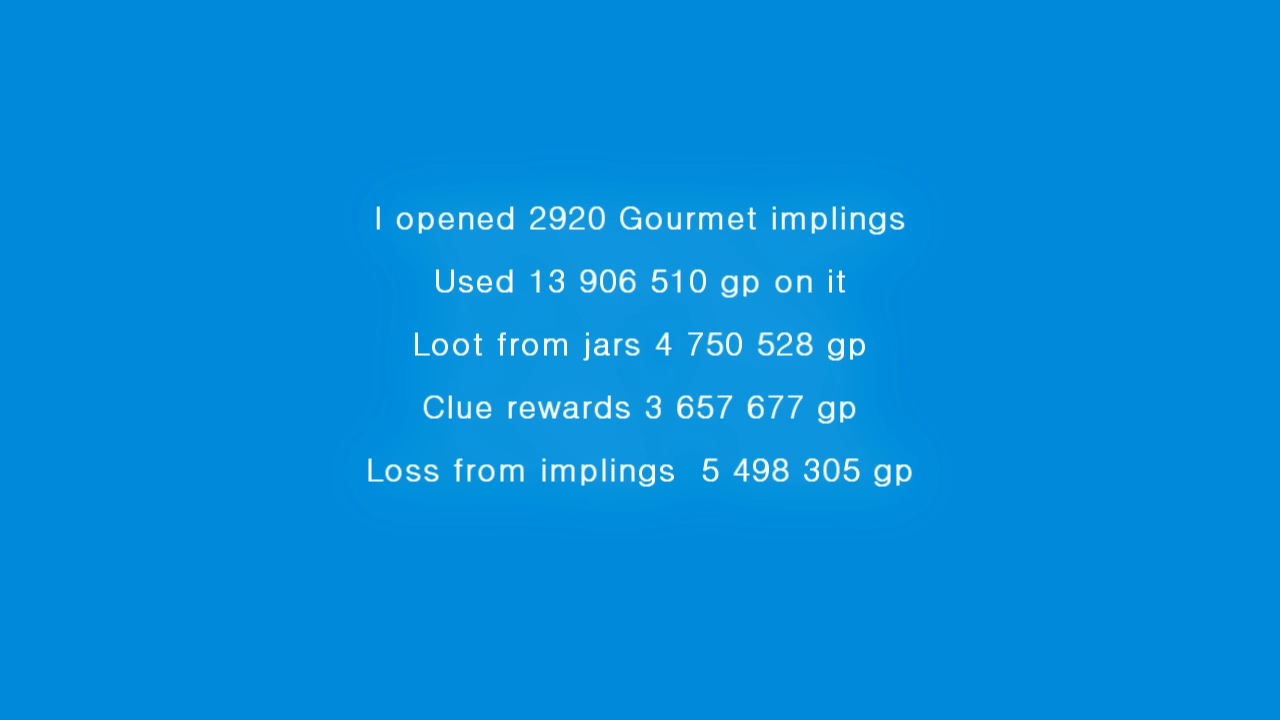 I opened 2920 Gourmet implings
Used 13 906 510 gp on it
Loot from jars 4 750 528 gp
Clue rewards 3 657 677 gp
Loss from implings  5 498 305 gp